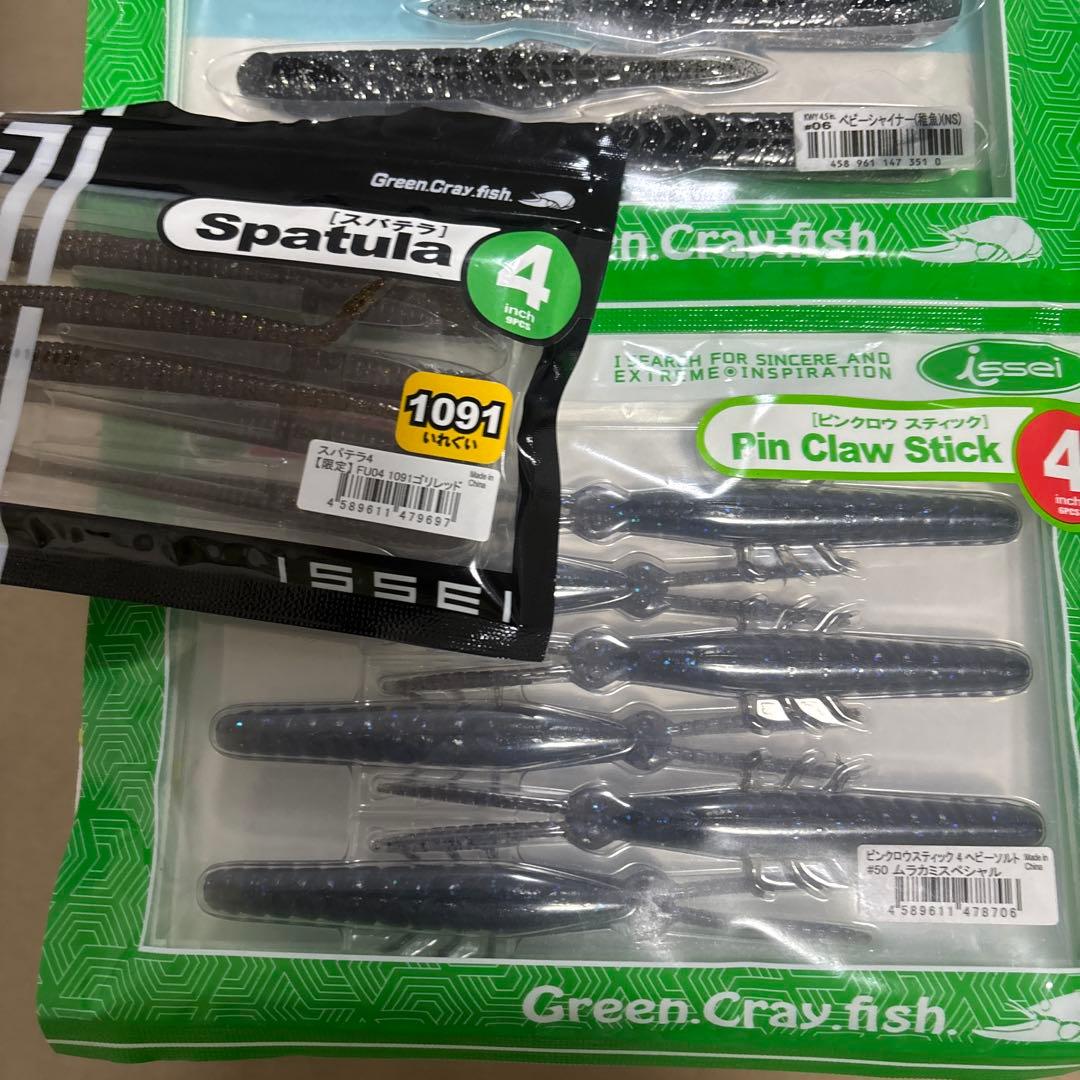 KWY 4.5in.
#06 ベビーシャイナー(稚魚)(NS)
458 961 147 351 0
en.Cray.fish
Green.Cray.fish.
[スパテラ]
Spatula
4
inch
9PCS
1091
いれぐい
スパテラ4
【限定】FU04 1091ゴリレッド
Made in
China
4 589611 479697
ISSEI
I SEARCH FOR SINCERE AND
EXTREME INSPIRATION
issei
[ピンクロウ スティック]
Pin Claw Stick
4
inch
6PCS
ピンクロウスティック 4 ヘビーソルト
#50 ムラカミスペシャル
Made in
China
4 589611 478706
Green.Cray.fish.